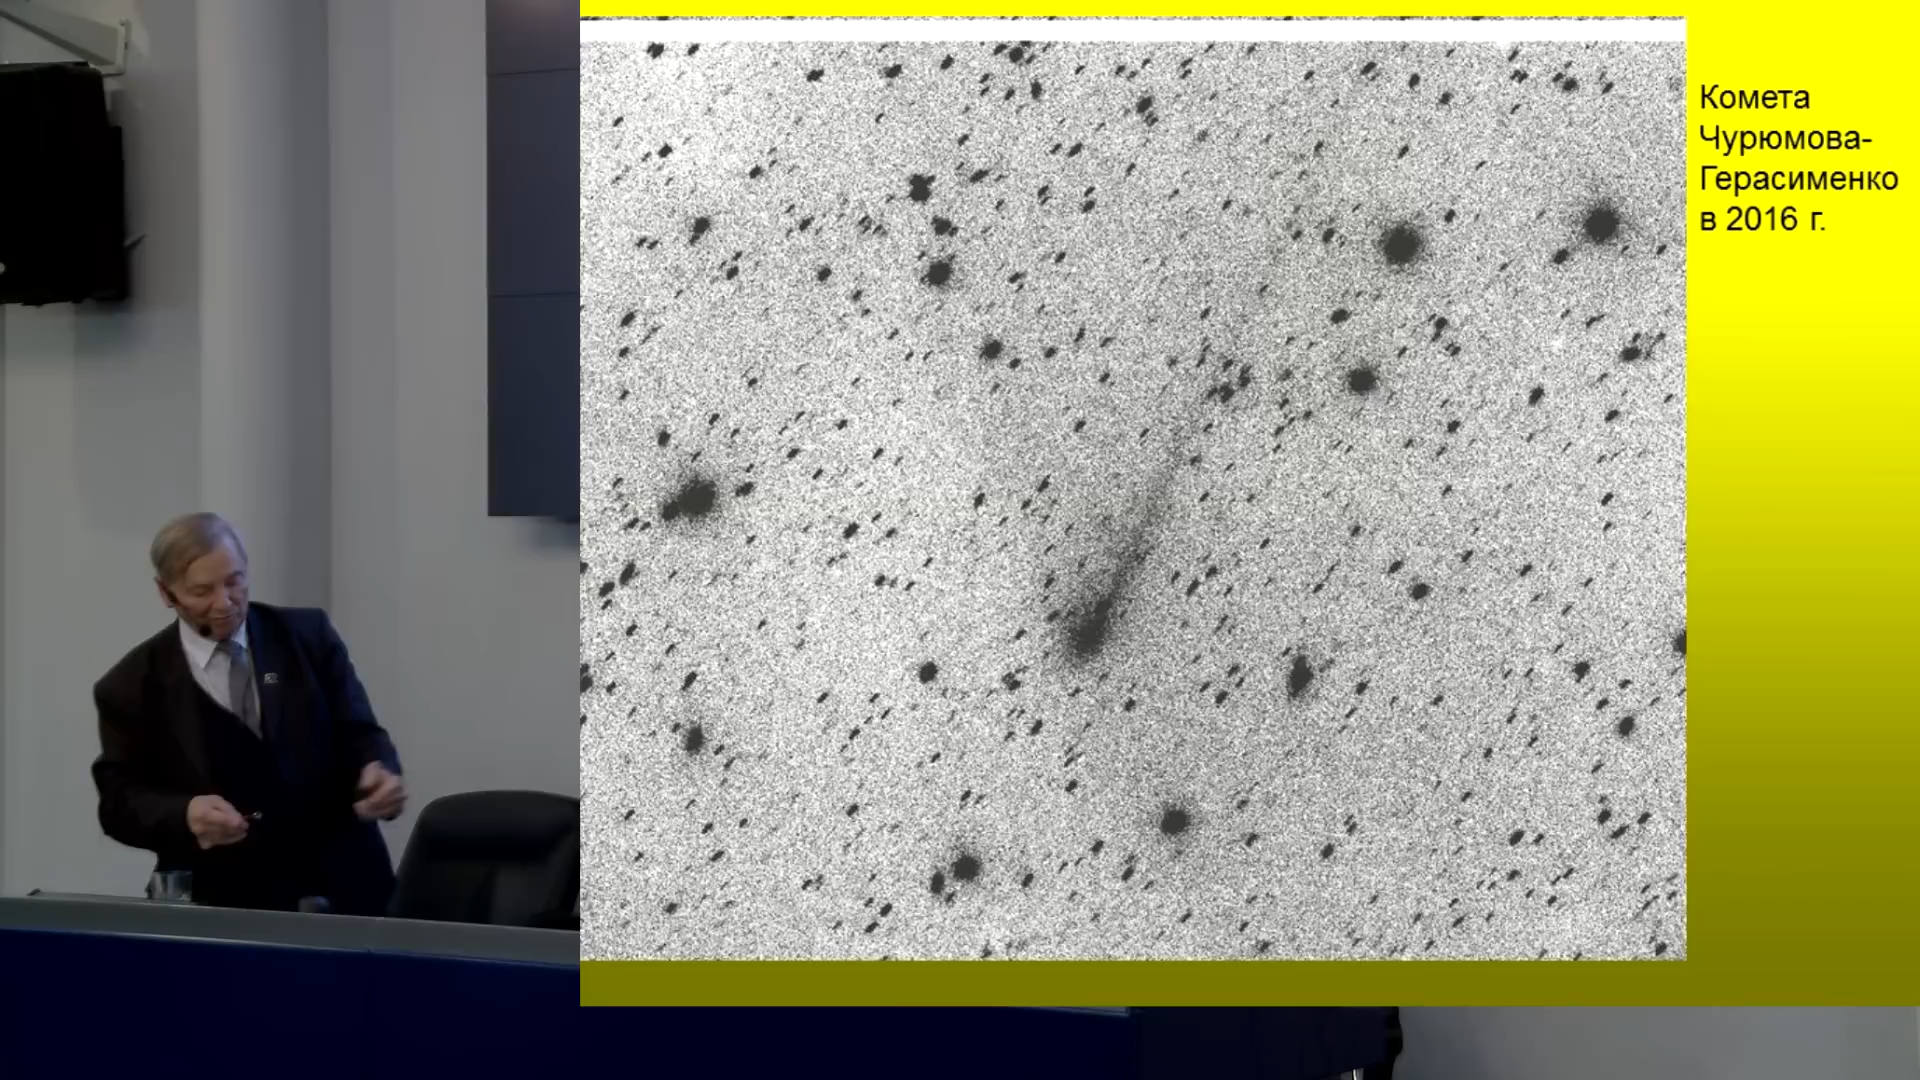 Комета
Чурюмова-
Герасименко
в 2016 г.